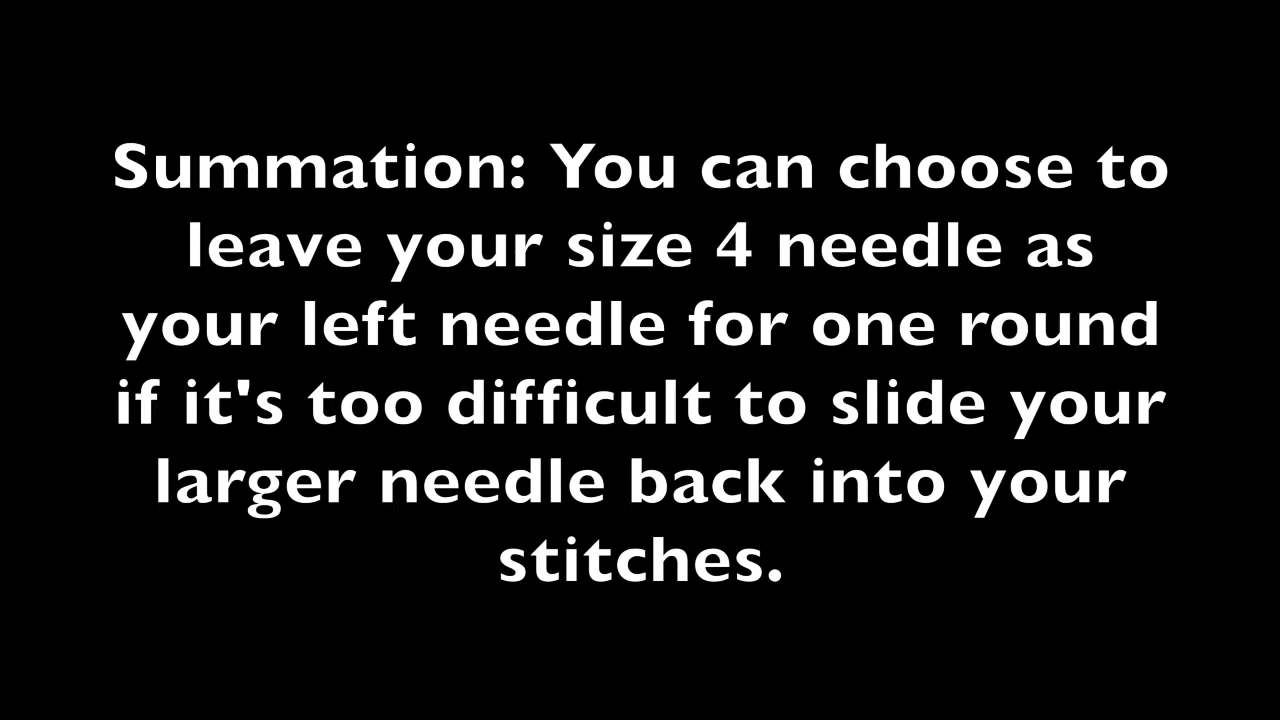 Summation: You can choose to
leave your size 4 needle as
your left needle for one round
if it's too difficult to slide your
larger needle back into your
stitches.